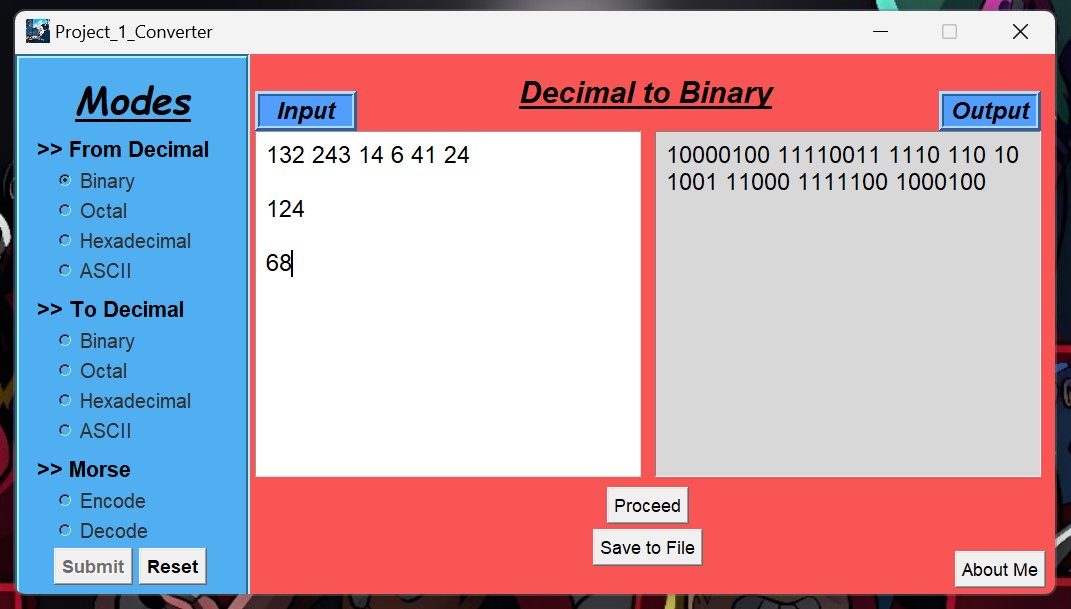 Project_1_Converter
Modes
>> From Decimal
Binary
Octal
Hexadecimal
ASCII
>> To Decimal
Binary
Octal
Hexadecimal
ASCII
>> Morse
Encode
Decode
Submit Reset
Decimal to Binary
Input
132 243 14 6 41 24
124
68
Output
10000100 11110011 1110 110 10
1001 11000 1111100 1000100
Proceed
Save to File
About Me